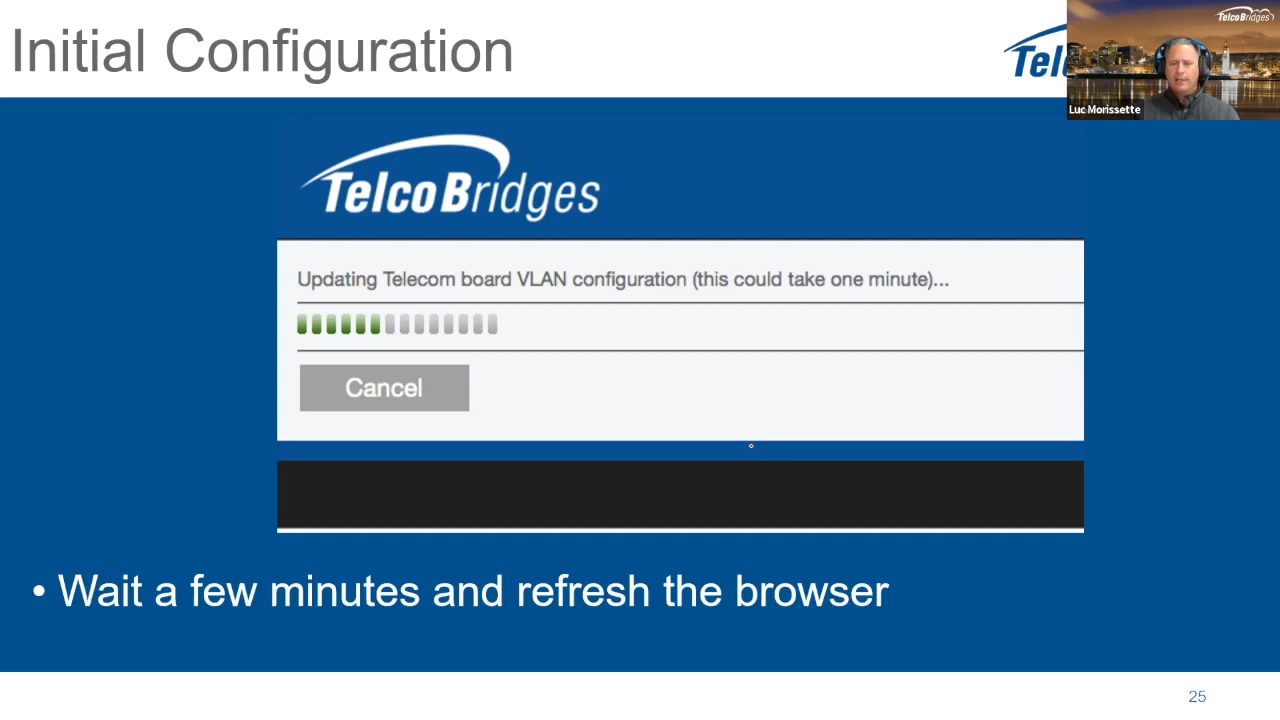 Initial Configuration
Tel
TelcoBridges
Luc Morissette
TelcoBridges
Updating Telecom board VLAN configuration (this could take one minute)...
Cancel
• Wait a few minutes and refresh the browser
25